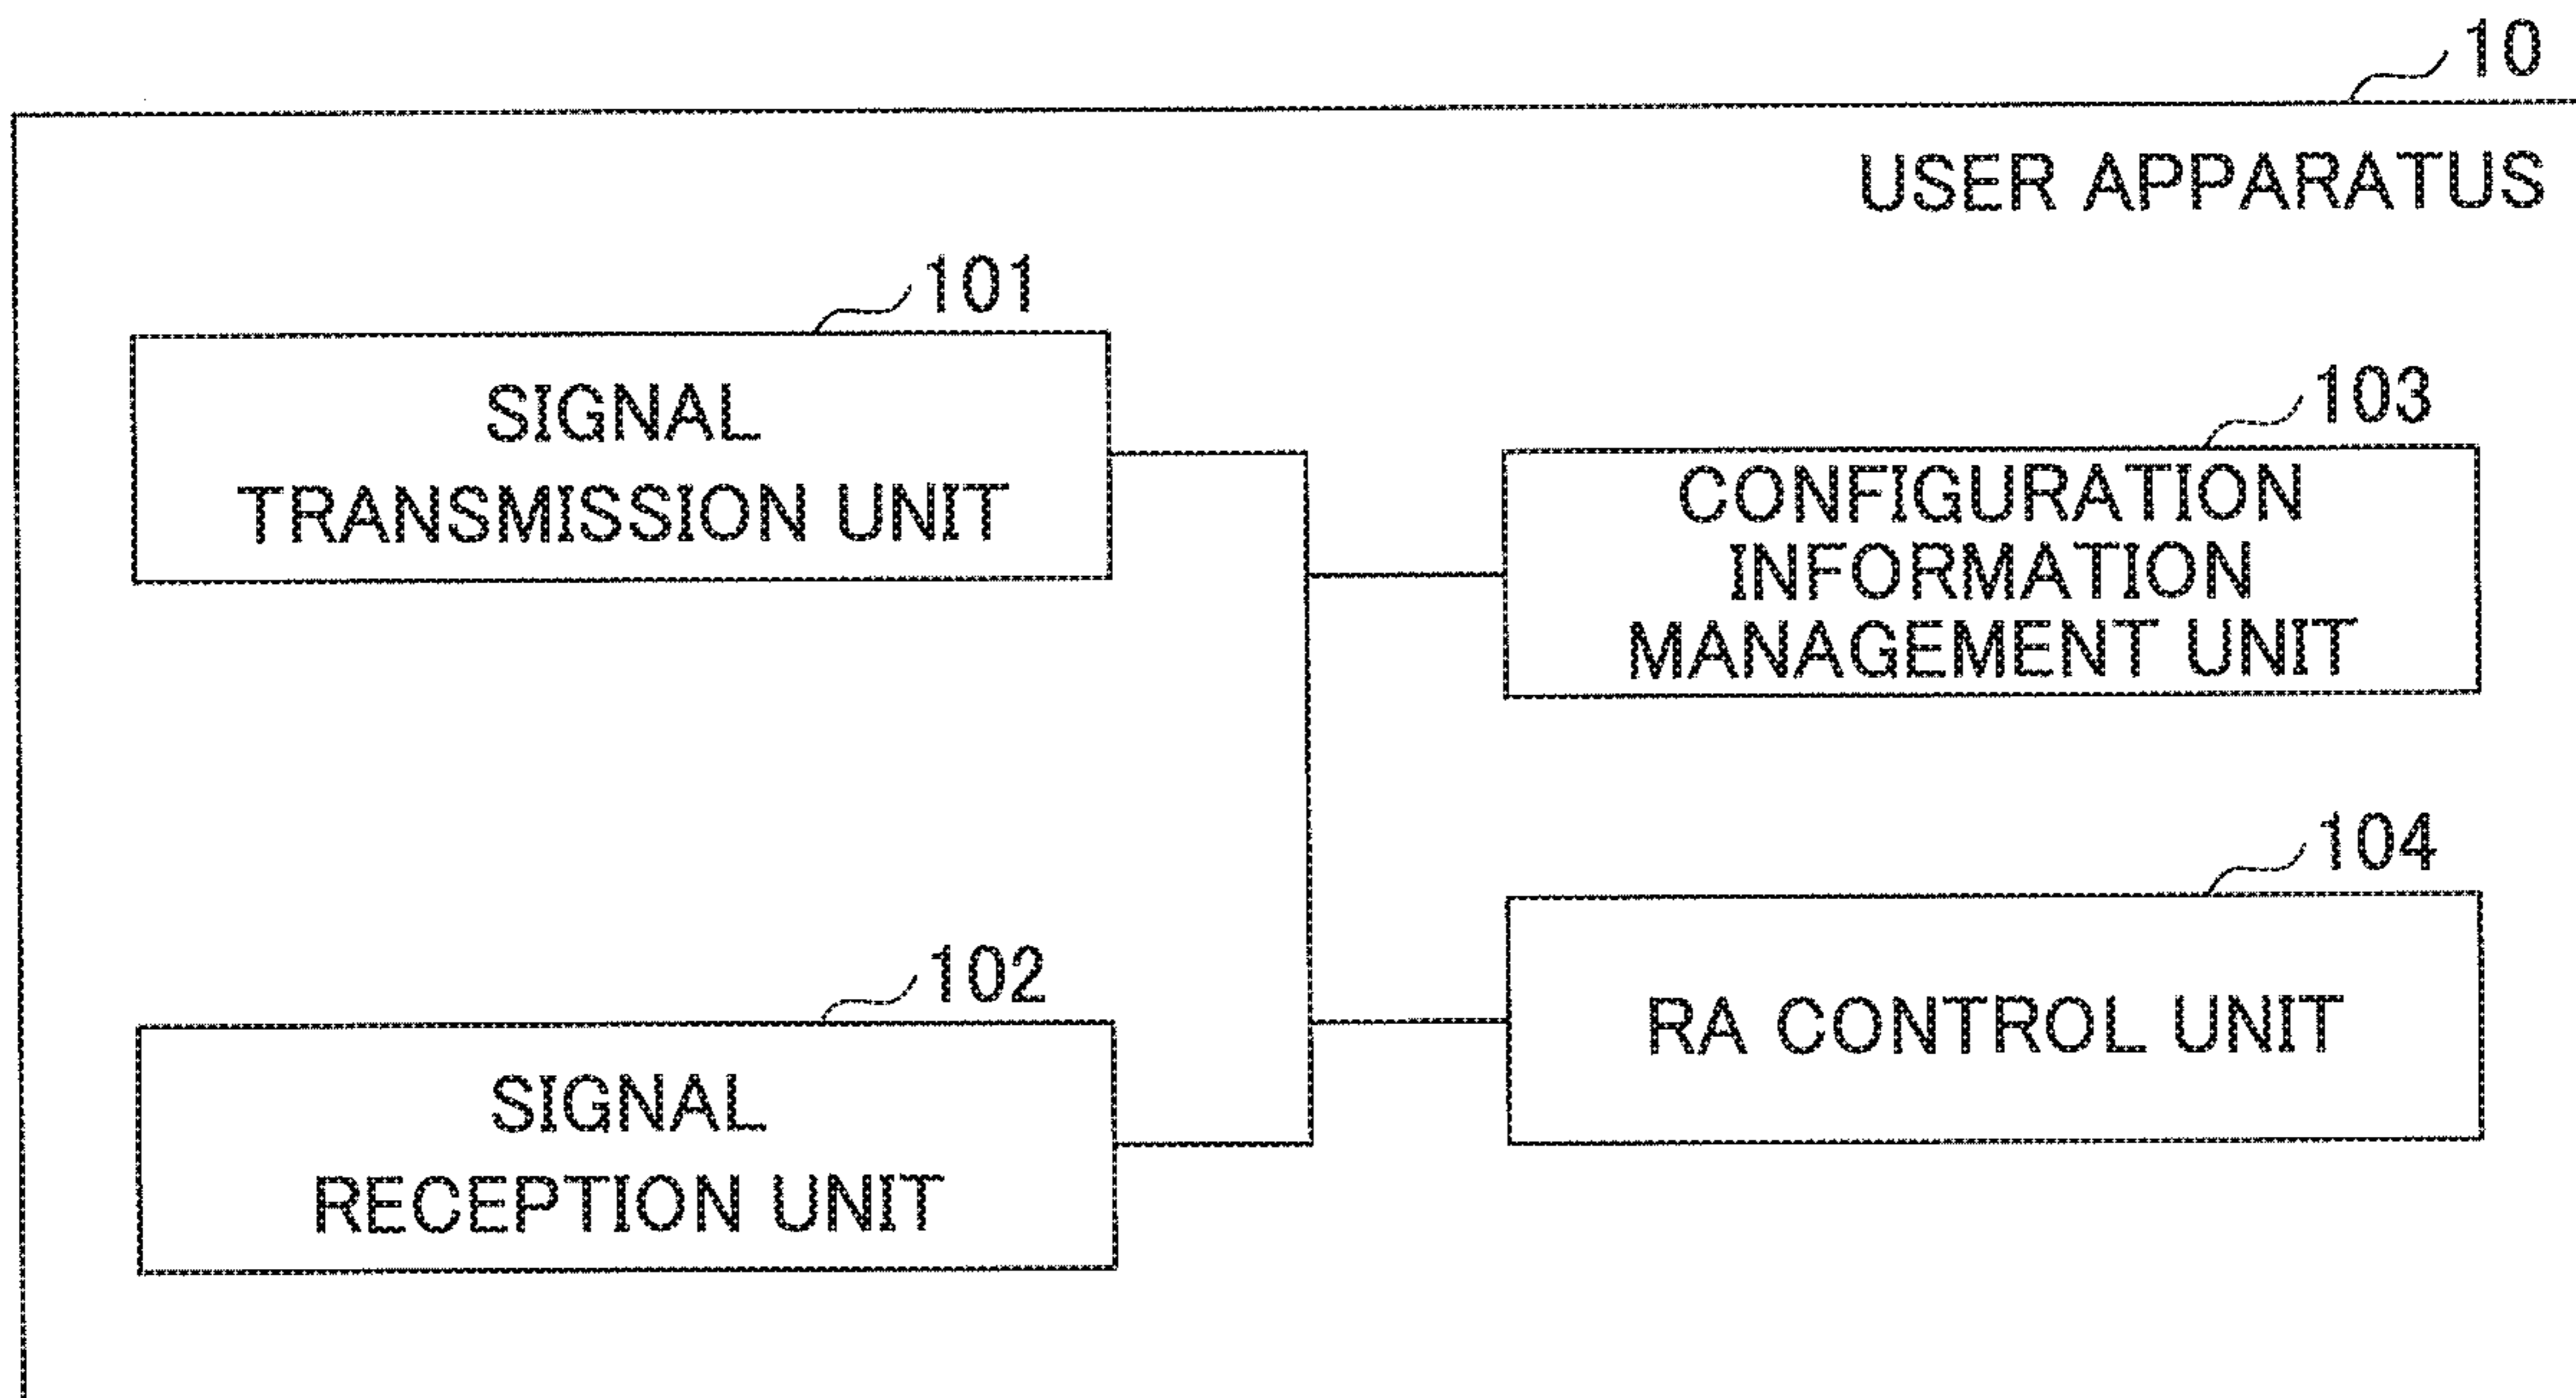 10
USER APPARATUS
101
SIGNAL
TRANSMISSION UNIT
103
CONFIGURATION
INFORMATION
MANAGEMENT UNIT
102
SIGNAL
RECEPTION UNIT
104
RA CONTROL UNIT